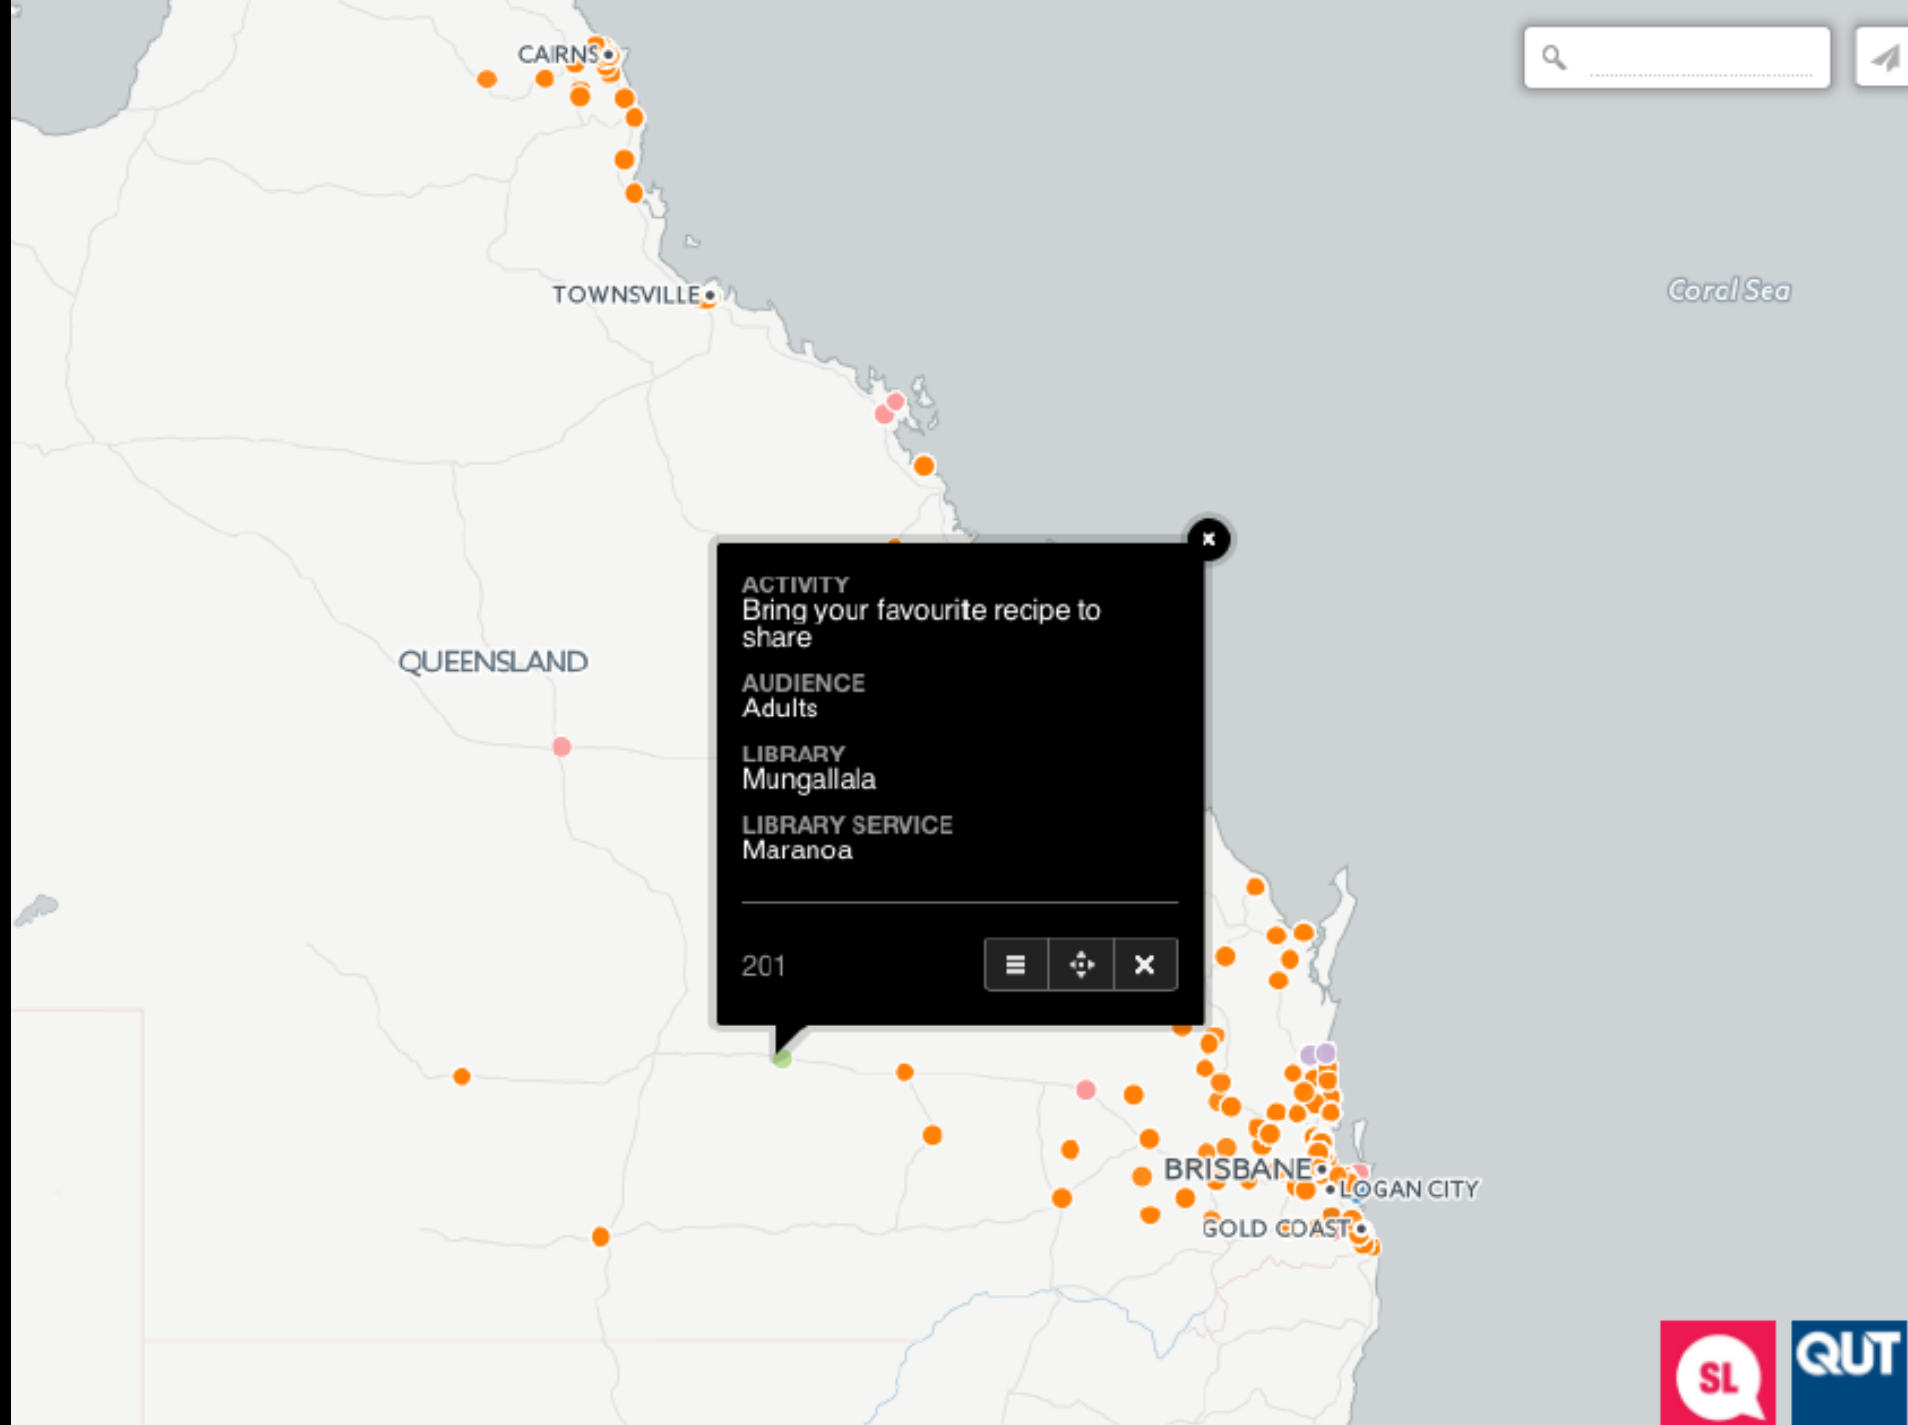 CAIRNS
TOWNSVILLE
Coral Sea
ACTIVITY
Bring your favourite recipe to
share
AUDIENCE
Adults
QUEENSLAND
LIBRARY
Mungallala
LIBRARY SERVICE
Maranoa
201
BRISBANE
LOGAN CITY
GOLD COAST
SL
QUT